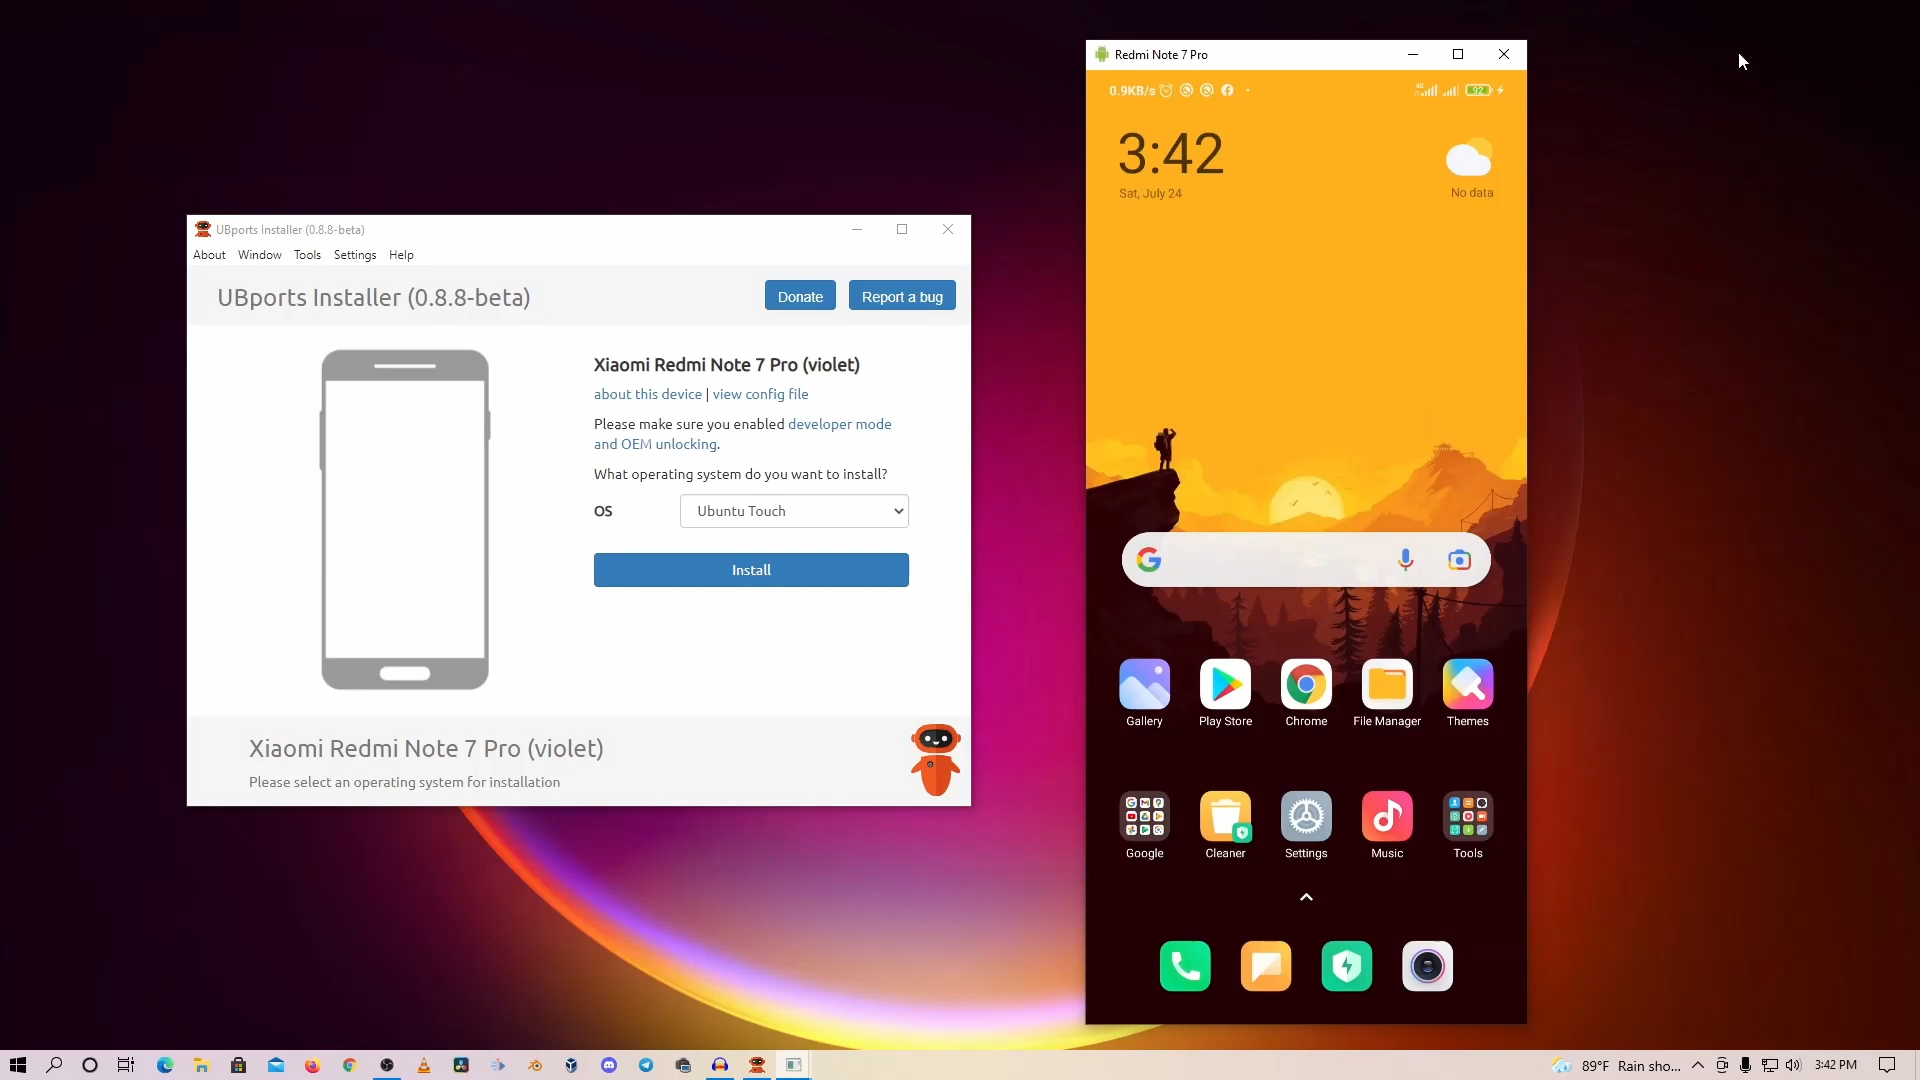 Redmi Note 7 Pro
0.9KB/s
4G
92
3:42
Sat, July 24
No data
UBports Installer (0.8.8-beta)
About Window Tools Settings Help
UBports Installer (0.8.8-beta)
Donate
Report a bug
Xiaomi Redmi Note 7 Pro (violet)
about this device | view config file
Please make sure you enabled developer mode
and OEM unlocking.
What operating system do you want to install?
OS
Ubuntu Touch
Install
Xiaomi Redmi Note 7 Pro (violet)
Please select an operating system for installation
Gallery
Play Store
Chrome
File Manager
Themes
Google
Cleaner
Settings
Music
Tools
89°F Rain sho...
3:42 PM